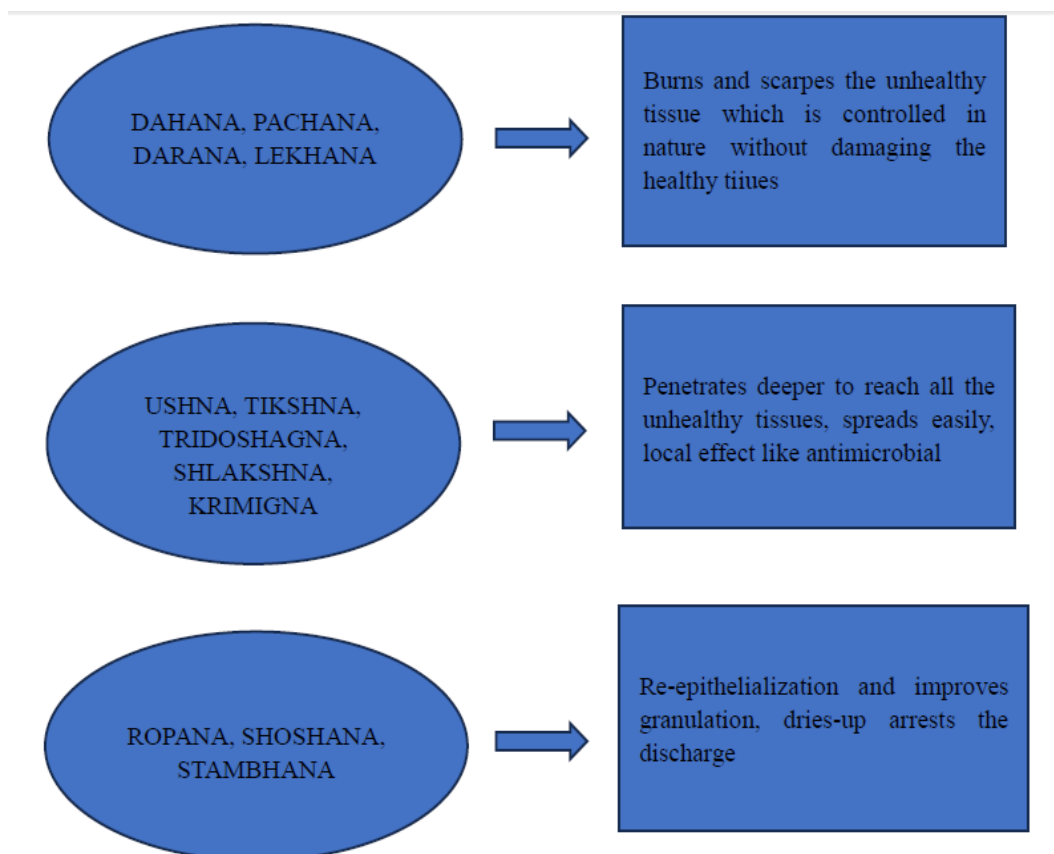 DAHANA, PACHANA,
DARANA, LEKHANA
Burns and scarpes the unhealthy
tissue which is controlled in
nature without damaging the
healthy tiiues
USHNA, TIKSHNA,
TRIDOSHAGNA,
SHLAKSHNA,
KRIMIGNA
Penetrates deeper to reach all the
unhealthy tissues, spreads easily,
local effect like antimicrobial
ROPANA, SHOSHANA,
STAMBHANA
Re-epithelialization and improves
granulation, dries-up arrests the
discharge